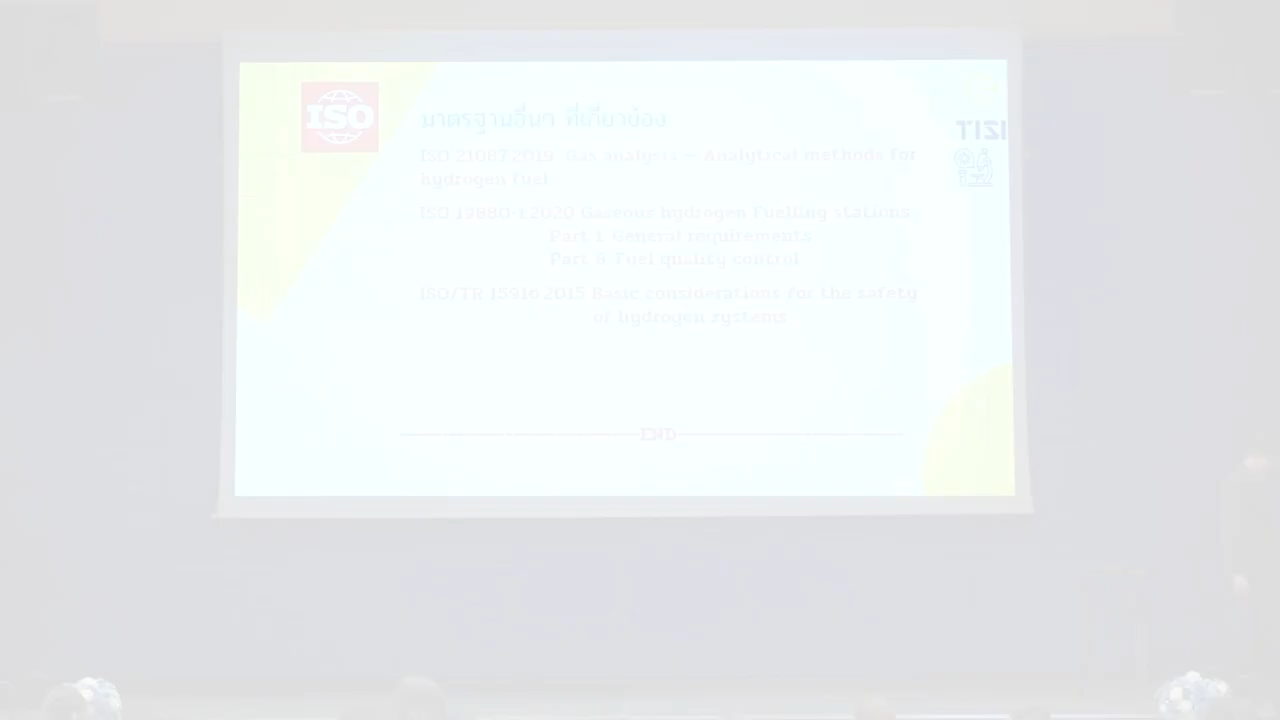 ISO
มาตรฐานอื่นๆ ที่เกี่ยวข้อง
TISI
ISO 21087:2019 Gas analysis — Analytical methods for
hydrogen fuel
ISO 19880-1:2020 Gaseous hydrogen Fuelling stations
Part 1 General requirements
Part 8 Fuel quality control
ISO/TR 15916:2015 Basic considerations for the safety
of hydrogen systems
END